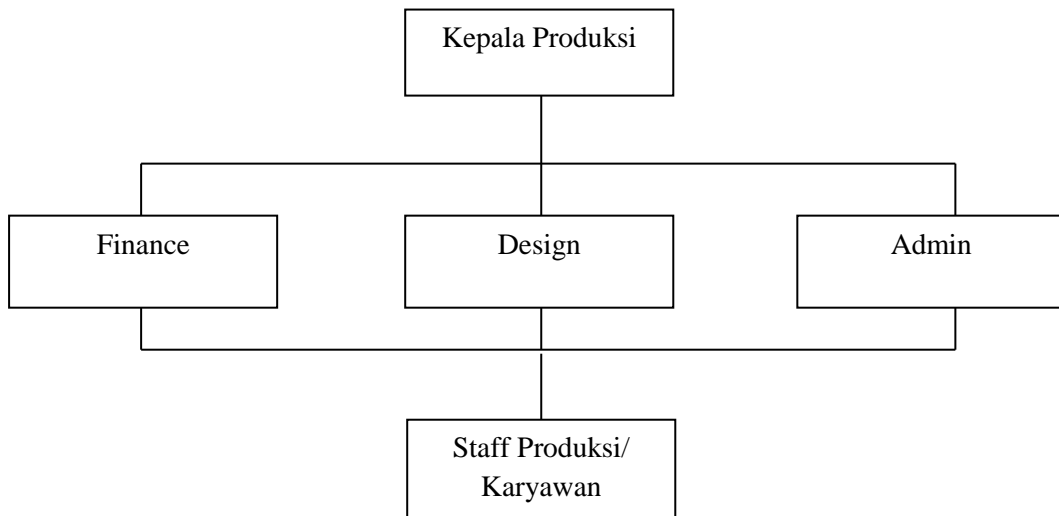 Kepala Produksi
Finance
Design
Admin
Staff Produksi/
Karyawan